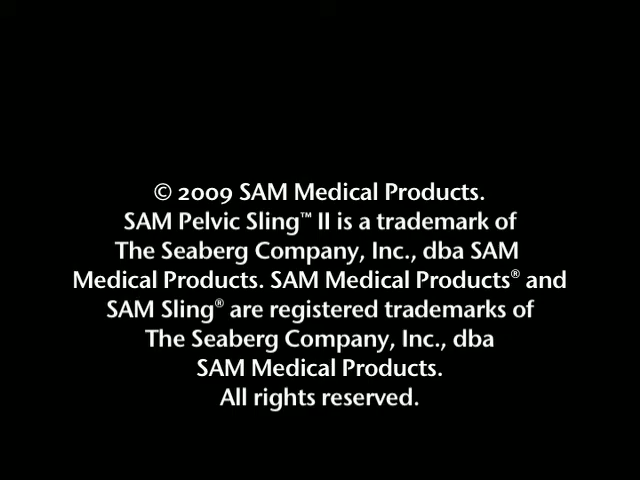 © 2009 SAM Medical Products.
SAM Pelvic Sling™ II is a trademark of
The Seaberg Company, Inc., dba SAM
Medical Products. SAM Medical Products® and
SAM Sling® are registered trademarks of
The Seaberg Company, Inc., dba
SAM Medical Products.
All rights reserved.